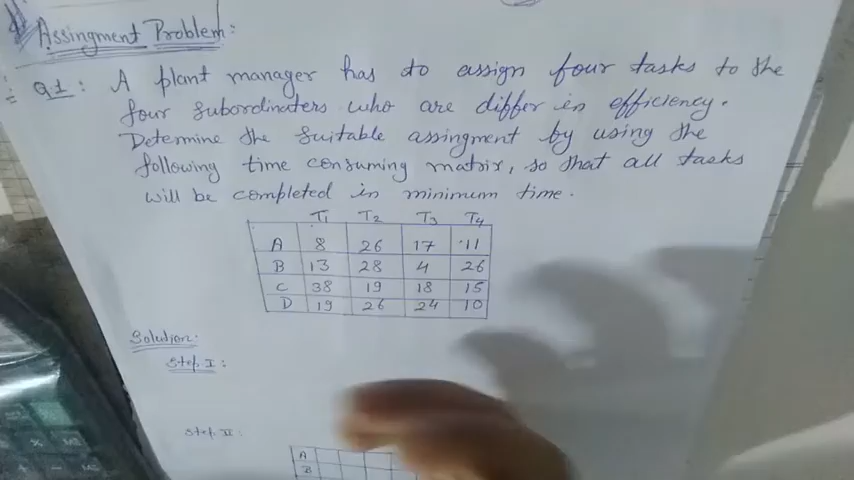 Assingment Problem:
Q1: A plant manager has to assign four tasks to the
four subordinaters who are differ in efficiency.
Determine the suitable assingment by using the
following time consuming matrix, so that all tasks
will be completed in minimum time.
T1 T2 T3 T4
A 8 26 17 11
B 13 28 4 26
C 38 19 18 15
D 19 26 24 10
Solution:
Step I:
Step II:
A
B